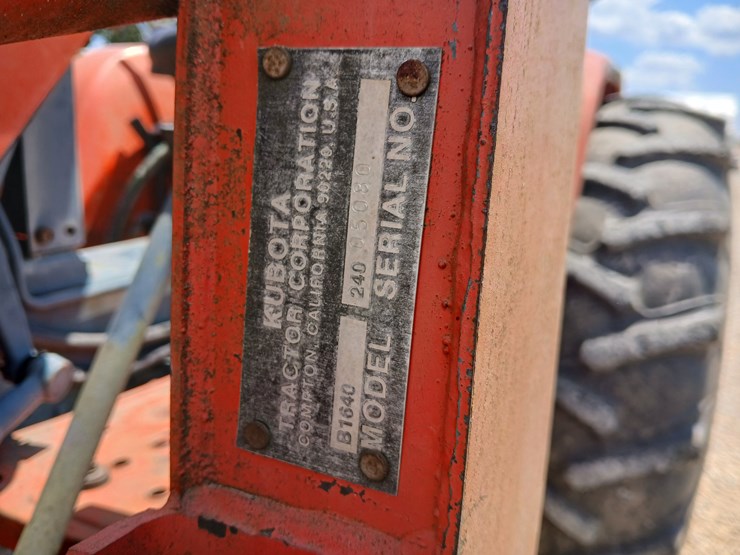 KUBOTA
TRACTOR CORPORATION
COMPTON, CALIFORNIA 90220 U.S.A.
B1640 240
MODEL SERIAL NO.